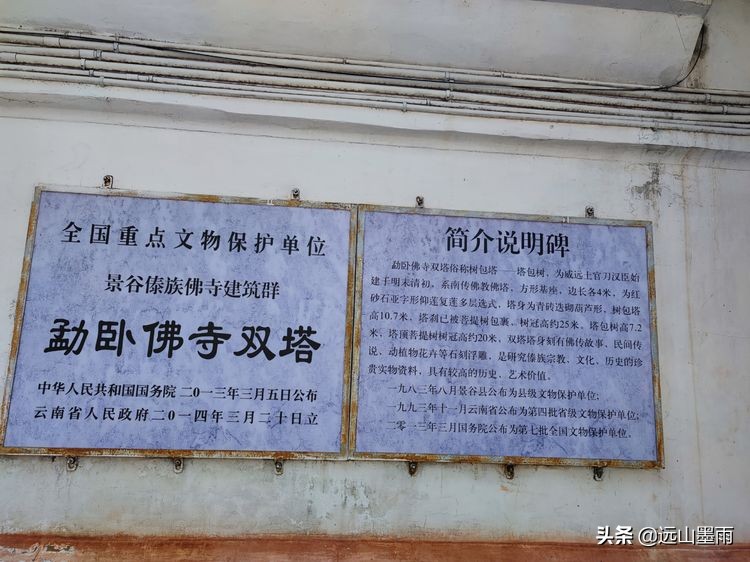 全国重点文物保护单位
景谷傣族佛寺建筑群
勐卧佛寺双塔
中华人民共和国国务院 二〇一三年三月五日公布
云南省人民政府二〇一四年三月二十日立
简介说明碑
勐卧佛寺双塔俗称树包塔——塔包树，为威远土官刀汉臣始
建于明末清初，系南传佛教佛塔，方形基座，边长各4米，为红
砂石亚字形仰莲复莲多层迭式，塔身为青砖迭砌葫芦形，树包塔
高10.7米，塔刹已被菩提树包裹，树冠高约25米，塔包树高7.2
米，塔顶菩提树树冠高约20米，双塔塔身刻有佛传故事、民间传
说、动植物花卉等石刻浮雕，是研究傣族宗教、文化、历史的珍
贵实物资料，具有较高的历史、艺术价值。
一九八三年八月景谷县公布为县级文物保护单位；
一九九三年十一月云南省公布为第四批省级文物保护单位；
二〇一三年三月国务院公布为第七批全国文物保护单位。
头条 @远山墨雨